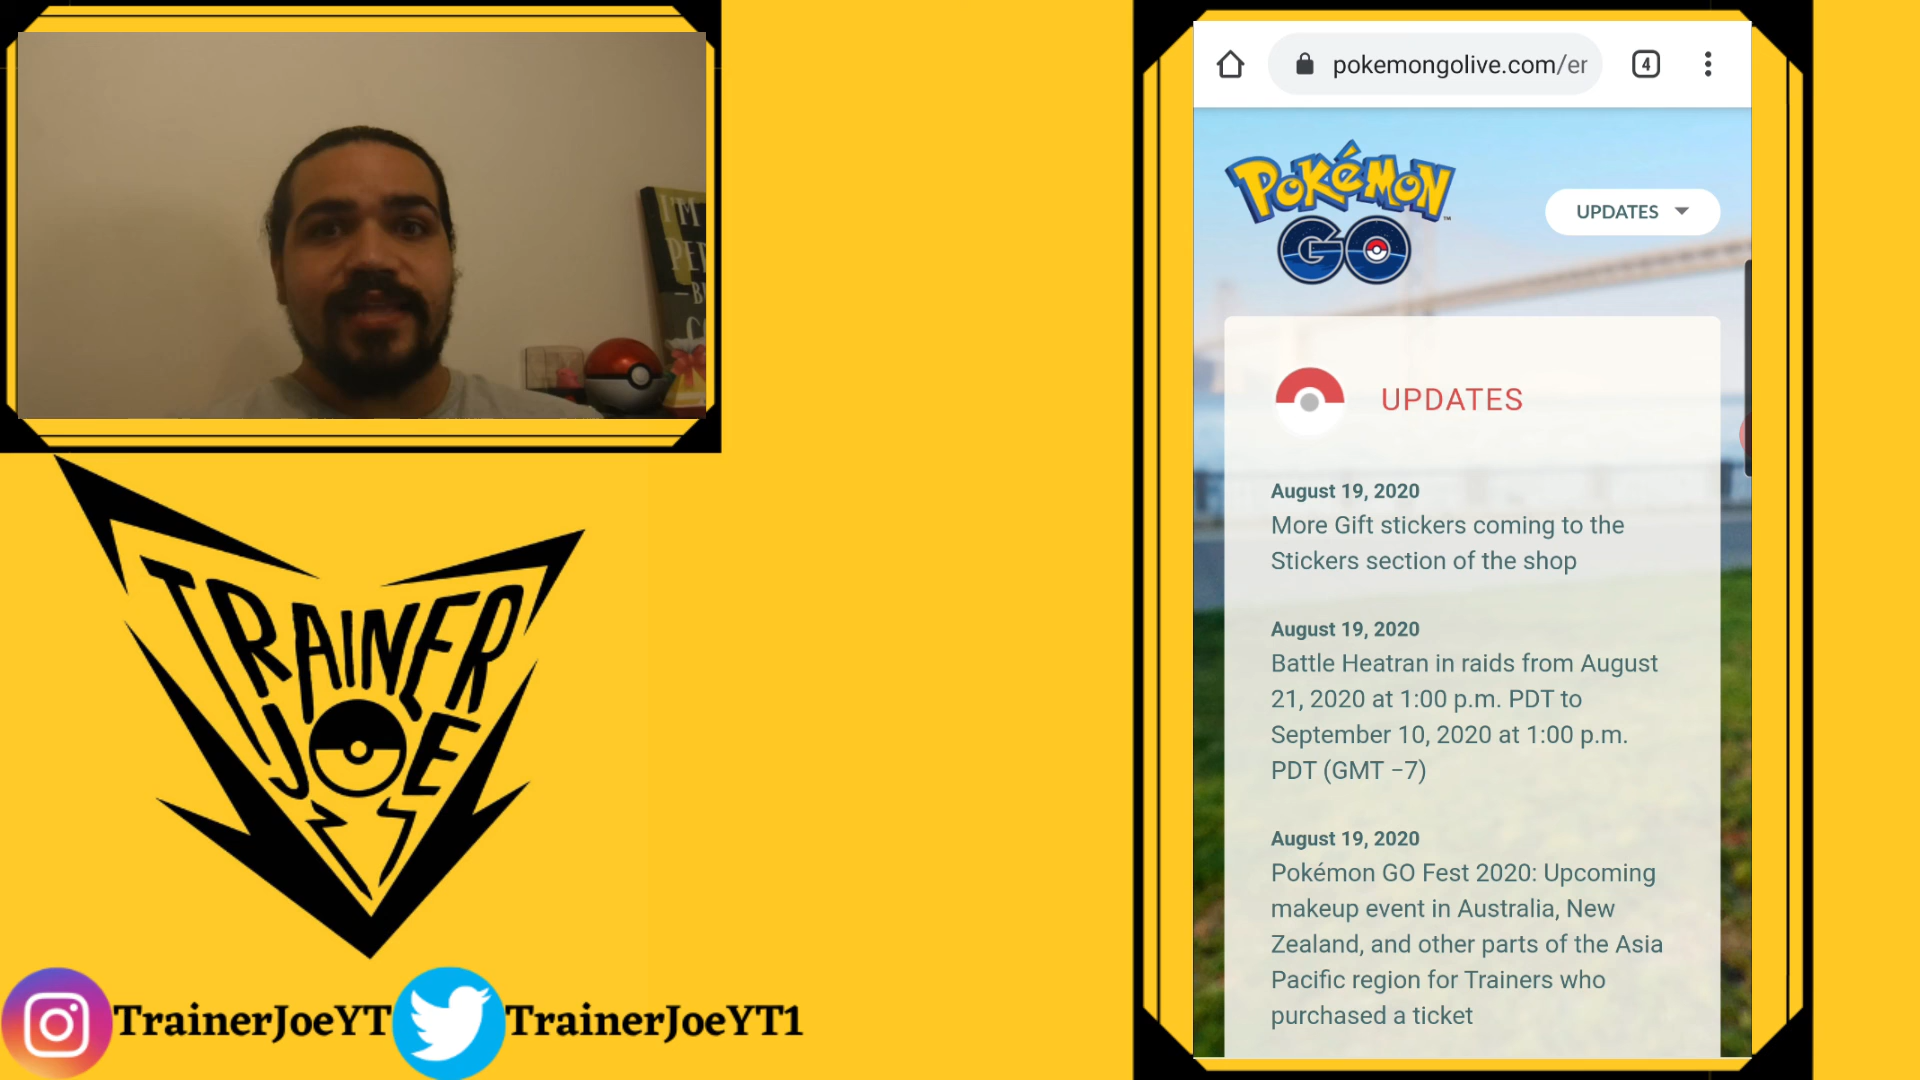 I'M
pokemongolive.com/er
4
POKéMON
GO
UPDATES
UPDATES
August 19, 2020
More Gift stickers coming to the
Stickers section of the shop
August 19, 2020
Battle Heatran in raids from August
21, 2020 at 1:00 p.m. PDT to
September 10, 2020 at 1:00 p.m.
PDT (GMT −7)
August 19, 2020
Pokémon GO Fest 2020: Upcoming
makeup event in Australia, New
Zealand, and other parts of the Asia
Pacific region for Trainers who
purchased a ticket
TRAINER
JOE
TrainerJoeYT
TrainerJoeYT1